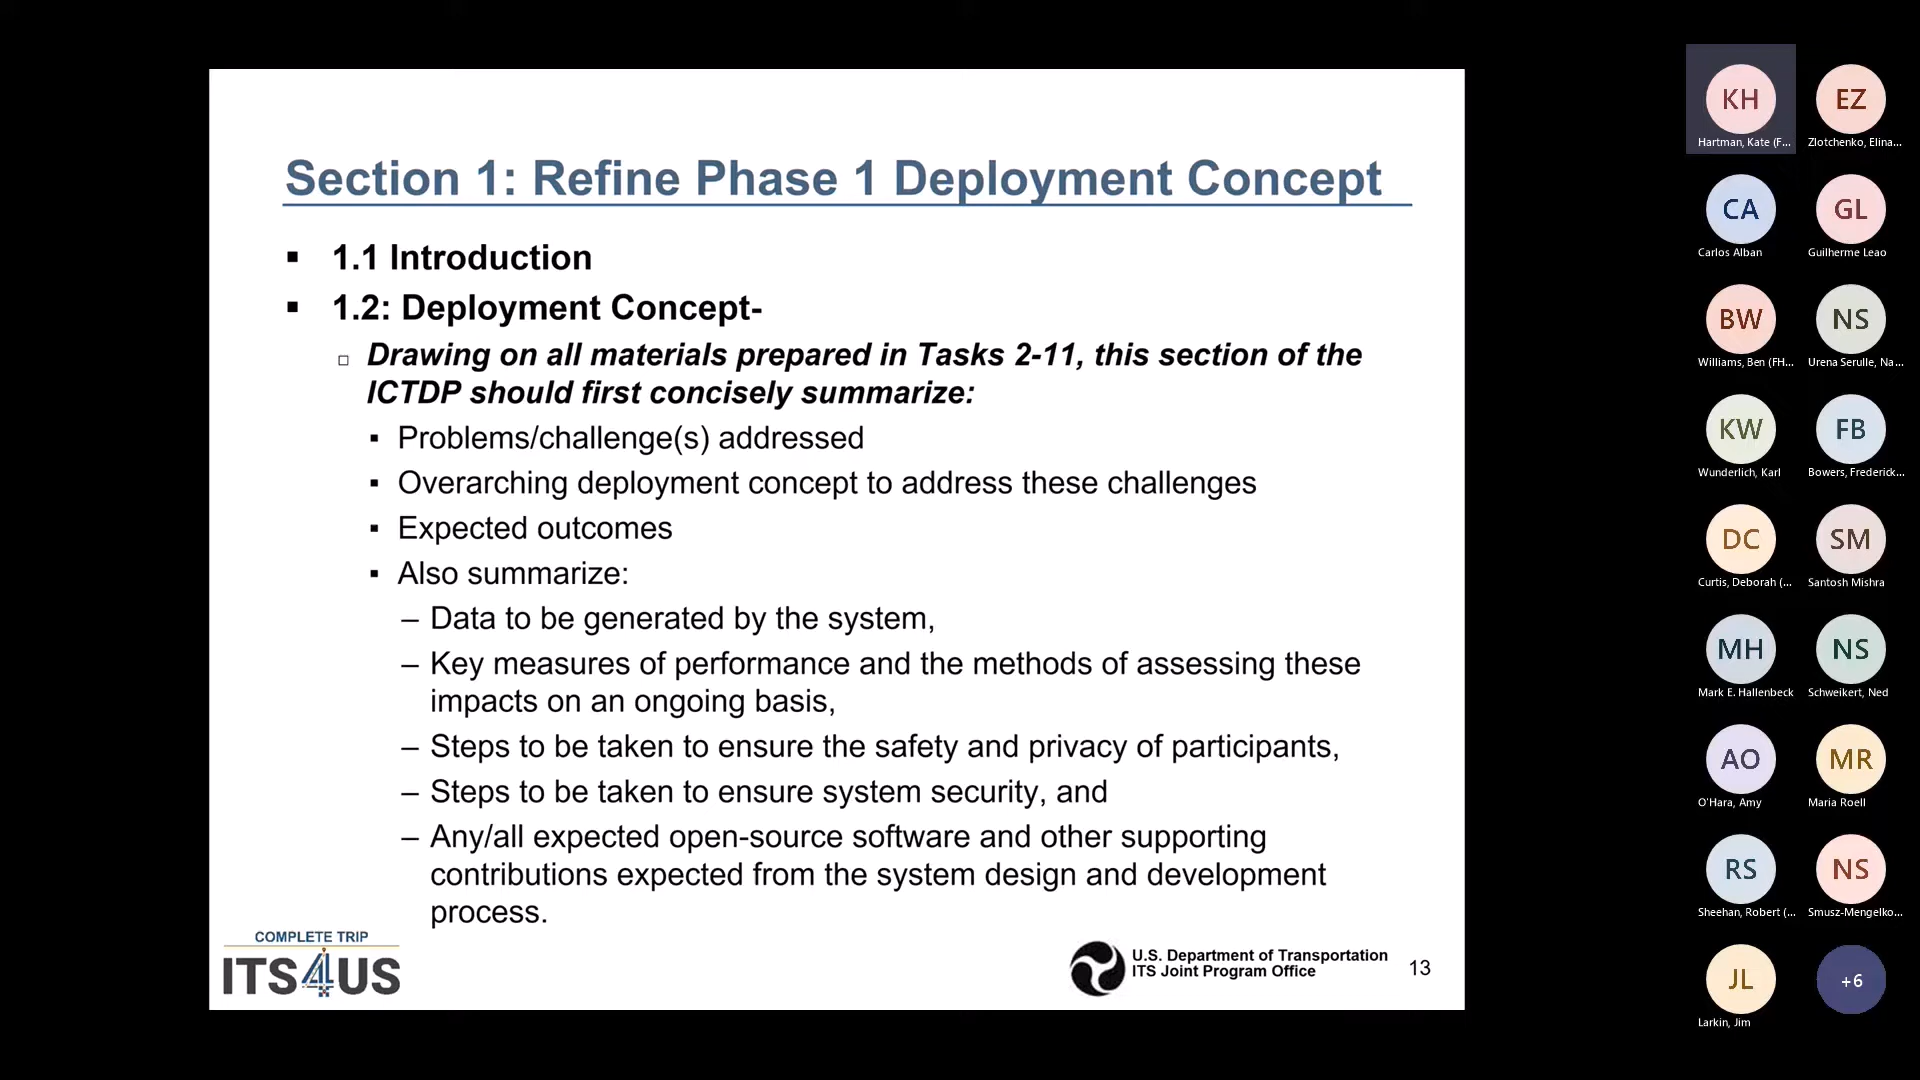 Section 1: Refine Phase 1 Deployment Concept
▪ 1.1 Introduction
▪ 1.2: Deployment Concept-
□ Drawing on all materials prepared in Tasks 2-11, this section of the
ICTDP should first concisely summarize:
▪ Problems/challenge(s) addressed
▪ Overarching deployment concept to address these challenges
▪ Expected outcomes
▪ Also summarize:
– Data to be generated by the system,
– Key measures of performance and the methods of assessing these
impacts on an ongoing basis,
– Steps to be taken to ensure the safety and privacy of participants,
– Steps to be taken to ensure system security, and
– Any/all expected open-source software and other supporting
contributions expected from the system design and development
process.
COMPLETE TRIP
ITS4US
U.S. Department of Transportation
ITS Joint Program Office
13
KH
Hartman, Kate (F...
EZ
Zlotchenko, Elina...
CA
Carlos Alban
GL
Guilherme Leao
BW
Williams, Ben (FH...
NS
Urena Serulle, Na...
KW
Wunderlich, Karl
FB
Bowers, Frederick...
DC
Curtis, Deborah (...
SM
Santosh Mishra
MH
Mark E. Hallenbeck
NS
Schweikert, Ned
AO
O'Hara, Amy
MR
Maria Roell
RS
Sheehan, Robert (...
NS
Smusz-Mengelko...
JL
Larkin, Jim
+6